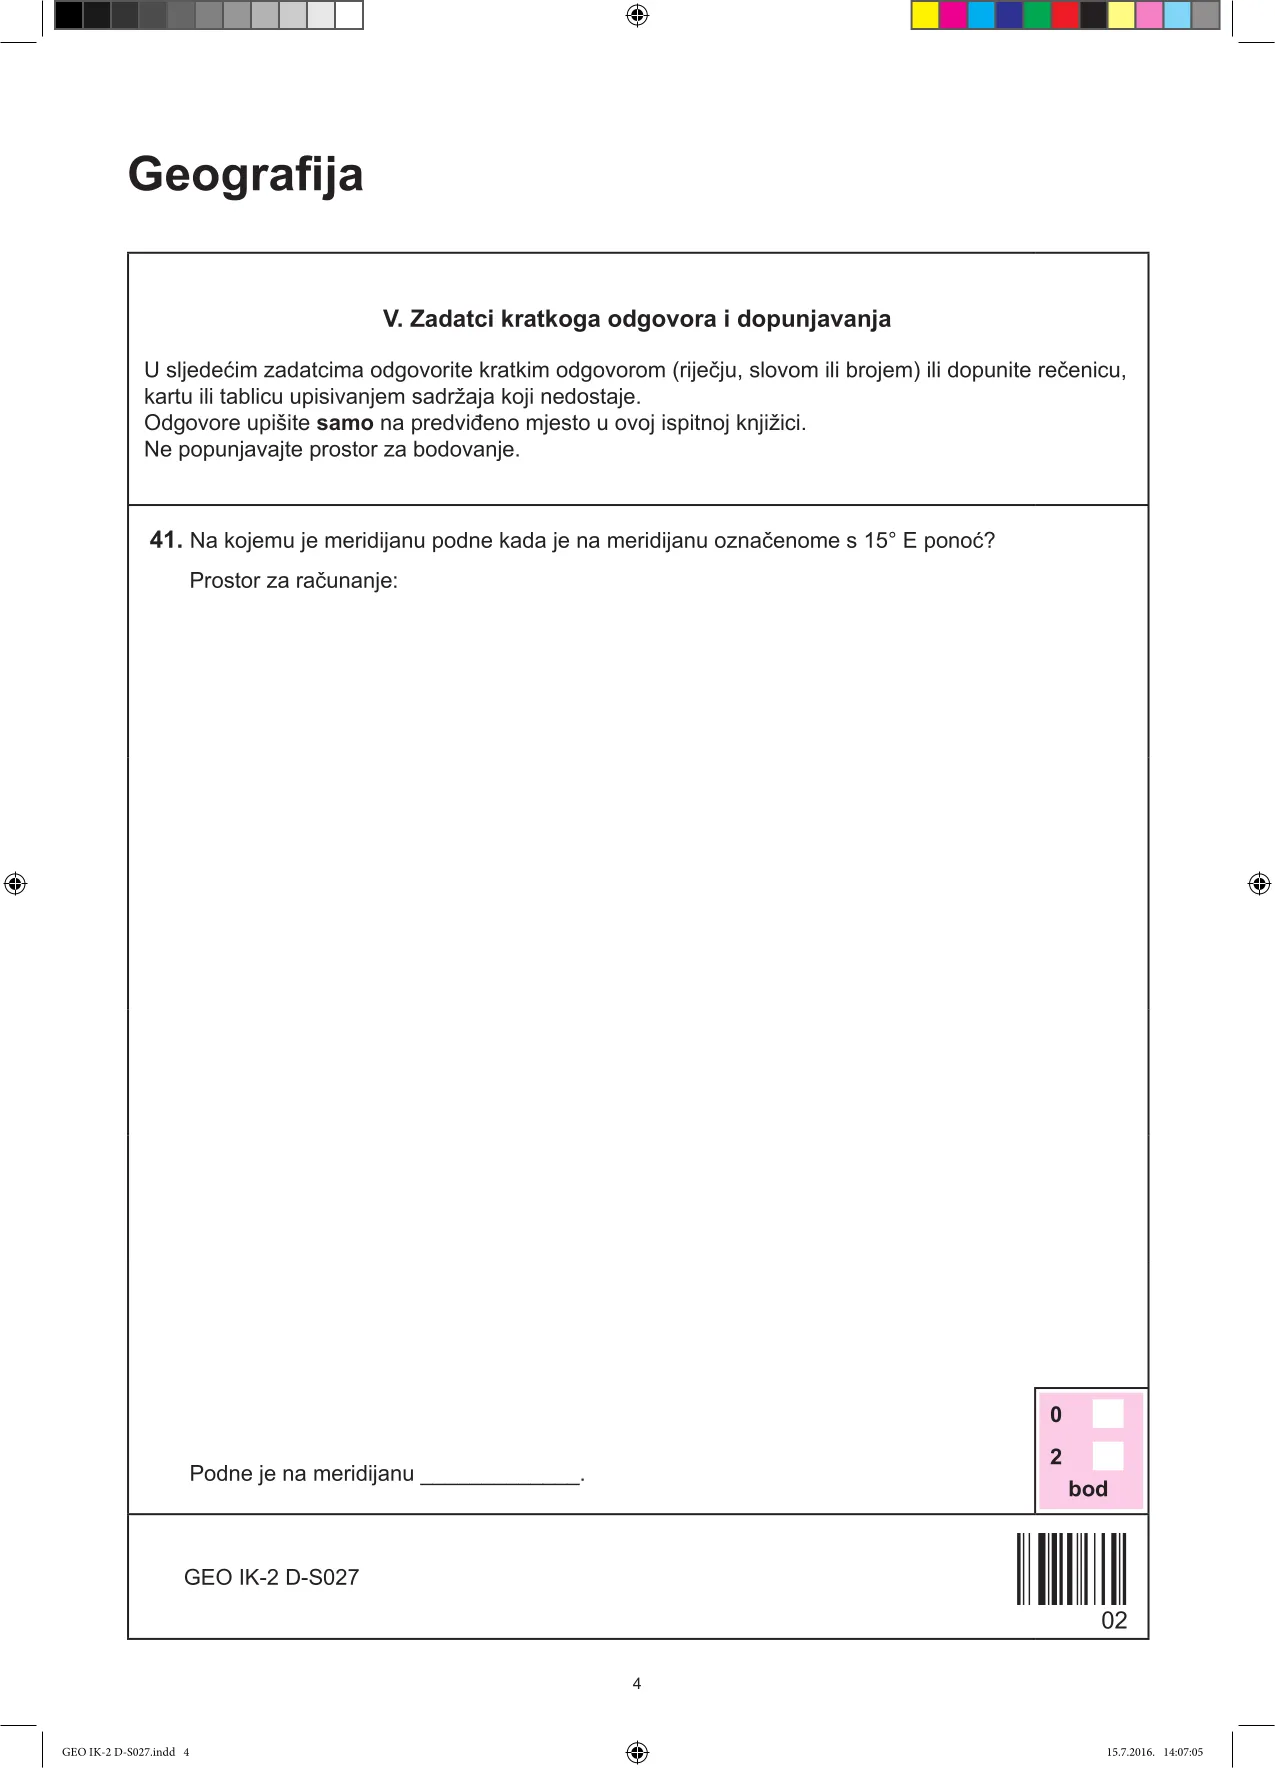 Geografija
V. Zadatci kratkoga odgovora i dopunjavanja
U sljedećim zadatcima odgovorite kratkim odgovorom (riječju, slovom ili brojem) ili dopunite rečenicu,
kartu ili tablicu upisivanjem sadržaja koji nedostaje.
Odgovore upišite samo na predviđeno mjesto u ovoj ispitnoj knjižici.
Ne popunjavajte prostor za bodovanje.
41. Na kojemu je meridijanu podne kada je na meridijanu označenome s 15° E ponoć?
Prostor za računanje:
Podne je na meridijanu _____________.
0
2
bod
GEO IK-2 D-S027
02
4
GEO IK-2 D-S027.indd 4
15.7.2016. 14:07:05